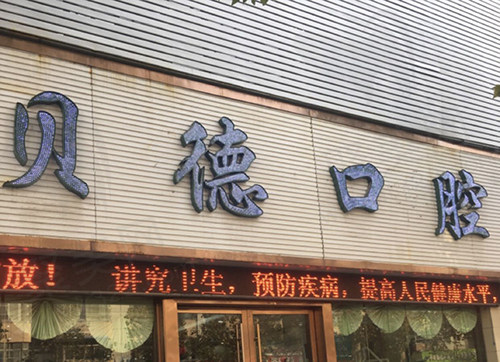 贝德口腔
放！ 讲究卫生，预防疾病，提高人民健康水平，